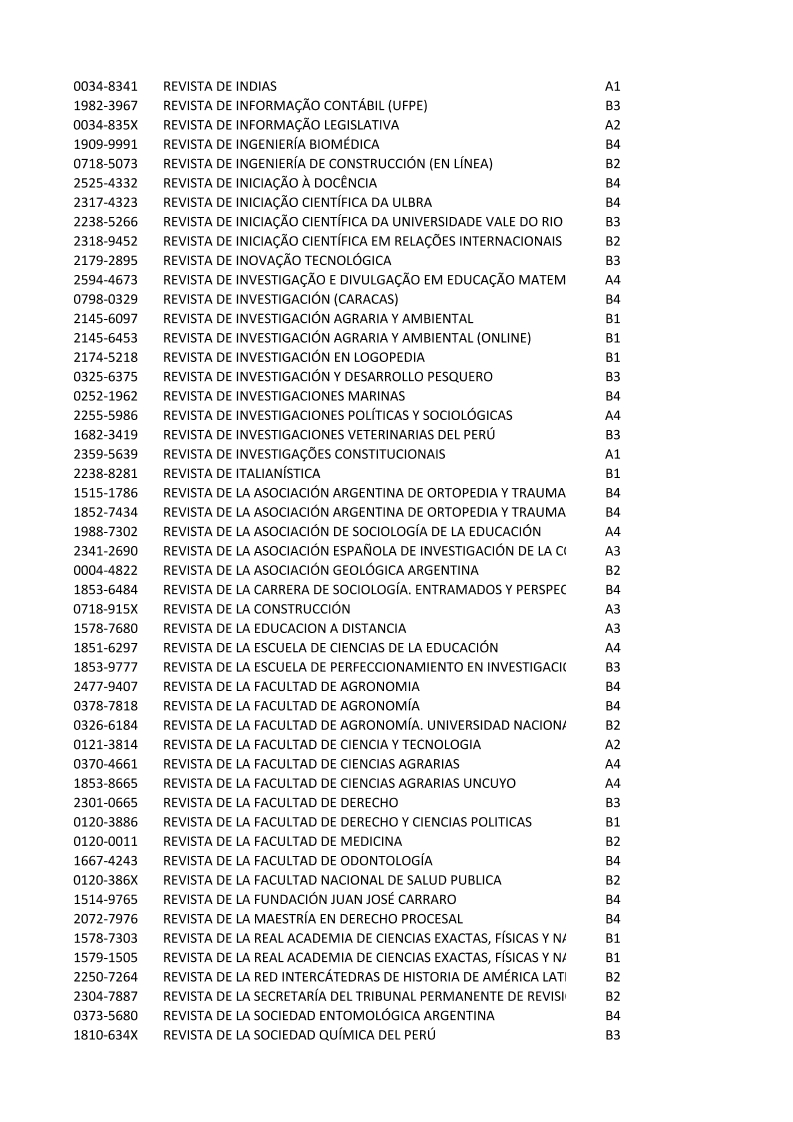 0034-8341 REVISTA DE INDIAS A1
1982-3967 REVISTA DE INFORMAÇÃO CONTÁBIL (UFPE) B3
0034-835X REVISTA DE INFORMAÇÃO LEGISLATIVA A2
1909-9991 REVISTA DE INGENIERÍA BIOMÉDICA B4
0718-5073 REVISTA DE INGENIERÍA DE CONSTRUCCIÓN (EN LÍNEA) B2
2525-4332 REVISTA DE INICIAÇÃO À DOCÊNCIA B4
2317-4323 REVISTA DE INICIAÇÃO CIENTÍFICA DA ULBRA B4
2238-5266 REVISTA DE INICIAÇÃO CIENTÍFICA DA UNIVERSIDADE VALE DO RIO B3
2318-9452 REVISTA DE INICIAÇÃO CIENTÍFICA EM RELAÇÕES INTERNACIONAIS B2
2179-2895 REVISTA DE INOVAÇÃO TECNOLÓGICA B3
2594-4673 REVISTA DE INVESTIGAÇÃO E DIVULGAÇÃO EM EDUCAÇÃO MATEM A4
0798-0329 REVISTA DE INVESTIGACIÓN (CARACAS) B4
2145-6097 REVISTA DE INVESTIGACIÓN AGRARIA Y AMBIENTAL B1
2145-6453 REVISTA DE INVESTIGACIÓN AGRARIA Y AMBIENTAL (ONLINE) B1
2174-5218 REVISTA DE INVESTIGACIÓN EN LOGOPEDIA B1
0325-6375 REVISTA DE INVESTIGACIÓN Y DESARROLLO PESQUERO B3
0252-1962 REVISTA DE INVESTIGACIONES MARINAS B4
2255-5986 REVISTA DE INVESTIGACIONES POLÍTICAS Y SOCIOLÓGICAS A4
1682-3419 REVISTA DE INVESTIGACIONES VETERINARIAS DEL PERÚ B3
2359-5639 REVISTA DE INVESTIGAÇÕES CONSTITUCIONAIS A1
2238-8281 REVISTA DE ITALIANÍSTICA B1
1515-1786 REVISTA DE LA ASOCIACIÓN ARGENTINA DE ORTOPEDIA Y TRAUMA B4
1852-7434 REVISTA DE LA ASOCIACIÓN ARGENTINA DE ORTOPEDIA Y TRAUMA B4
1988-7302 REVISTA DE LA ASOCIACIÓN DE SOCIOLOGÍA DE LA EDUCACIÓN A4
2341-2690 REVISTA DE LA ASOCIACIÓN ESPAÑOLA DE INVESTIGACIÓN DE LA CO A3
0004-4822 REVISTA DE LA ASOCIACIÓN GEOLÓGICA ARGENTINA B2
1853-6484 REVISTA DE LA CARRERA DE SOCIOLOGÍA. ENTRAMADOS Y PERSPEC B4
0718-915X REVISTA DE LA CONSTRUCCIÓN A3
1578-7680 REVISTA DE LA EDUCACION A DISTANCIA A3
1851-6297 REVISTA DE LA ESCUELA DE CIENCIAS DE LA EDUCACIÓN A4
1853-9777 REVISTA DE LA ESCUELA DE PERFECCIONAMIENTO EN INVESTIGACIÓ B3
2477-9407 REVISTA DE LA FACULTAD DE AGRONOMIA B4
0378-7818 REVISTA DE LA FACULTAD DE AGRONOMÍA B4
0326-6184 REVISTA DE LA FACULTAD DE AGRONOMÍA. UNIVERSIDAD NACIONA B2
0121-3814 REVISTA DE LA FACULTAD DE CIENCIA Y TECNOLOGIA A2
0370-4661 REVISTA DE LA FACULTAD DE CIENCIAS AGRARIAS A4
1853-8665 REVISTA DE LA FACULTAD DE CIENCIAS AGRARIAS UNCUYO A4
2301-0665 REVISTA DE LA FACULTAD DE DERECHO B3
0120-3886 REVISTA DE LA FACULTAD DE DERECHO Y CIENCIAS POLITICAS B1
0120-0011 REVISTA DE LA FACULTAD DE MEDICINA B2
1667-4243 REVISTA DE LA FACULTAD DE ODONTOLOGÍA B4
0120-386X REVISTA DE LA FACULTAD NACIONAL DE SALUD PUBLICA B2
1514-9765 REVISTA DE LA FUNDACIÓN JUAN JOSÉ CARRARO B4
2072-7976 REVISTA DE LA MAESTRÍA EN DERECHO PROCESAL B4
1578-7303 REVISTA DE LA REAL ACADEMIA DE CIENCIAS EXACTAS, FÍSICAS Y NA B1
1579-1505 REVISTA DE LA REAL ACADEMIA DE CIENCIAS EXACTAS, FÍSICAS Y NA B1
2250-7264 REVISTA DE LA RED INTERCÁTEDRAS DE HISTORIA DE AMÉRICA LATI B2
2304-7887 REVISTA DE LA SECRETARÍA DEL TRIBUNAL PERMANENTE DE REVISI B2
0373-5680 REVISTA DE LA SOCIEDAD ENTOMOLÓGICA ARGENTINA B4
1810-634X REVISTA DE LA SOCIEDAD QUÍMICA DEL PERÚ B3